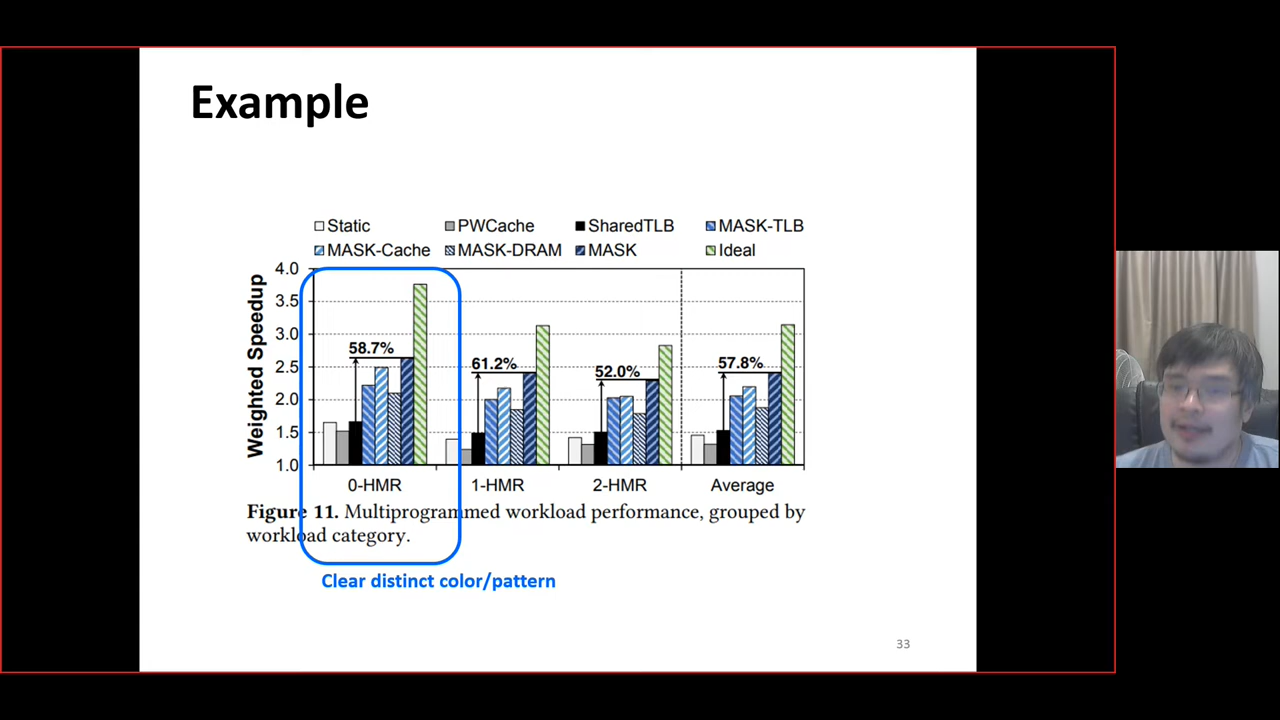 Example
Static PWCache SharedTLB MASK-TLB
MASK-Cache MASK-DRAM MASK Ideal
Weighted Speedup
4.0
3.5
3.0
2.5
2.0
1.5
1.0
58.7%
61.2%
52.0%
57.8%
0-HMR 1-HMR 2-HMR Average
Figure 11. Multiprogrammed workload performance, grouped by
workload category.
Clear distinct color/pattern
33